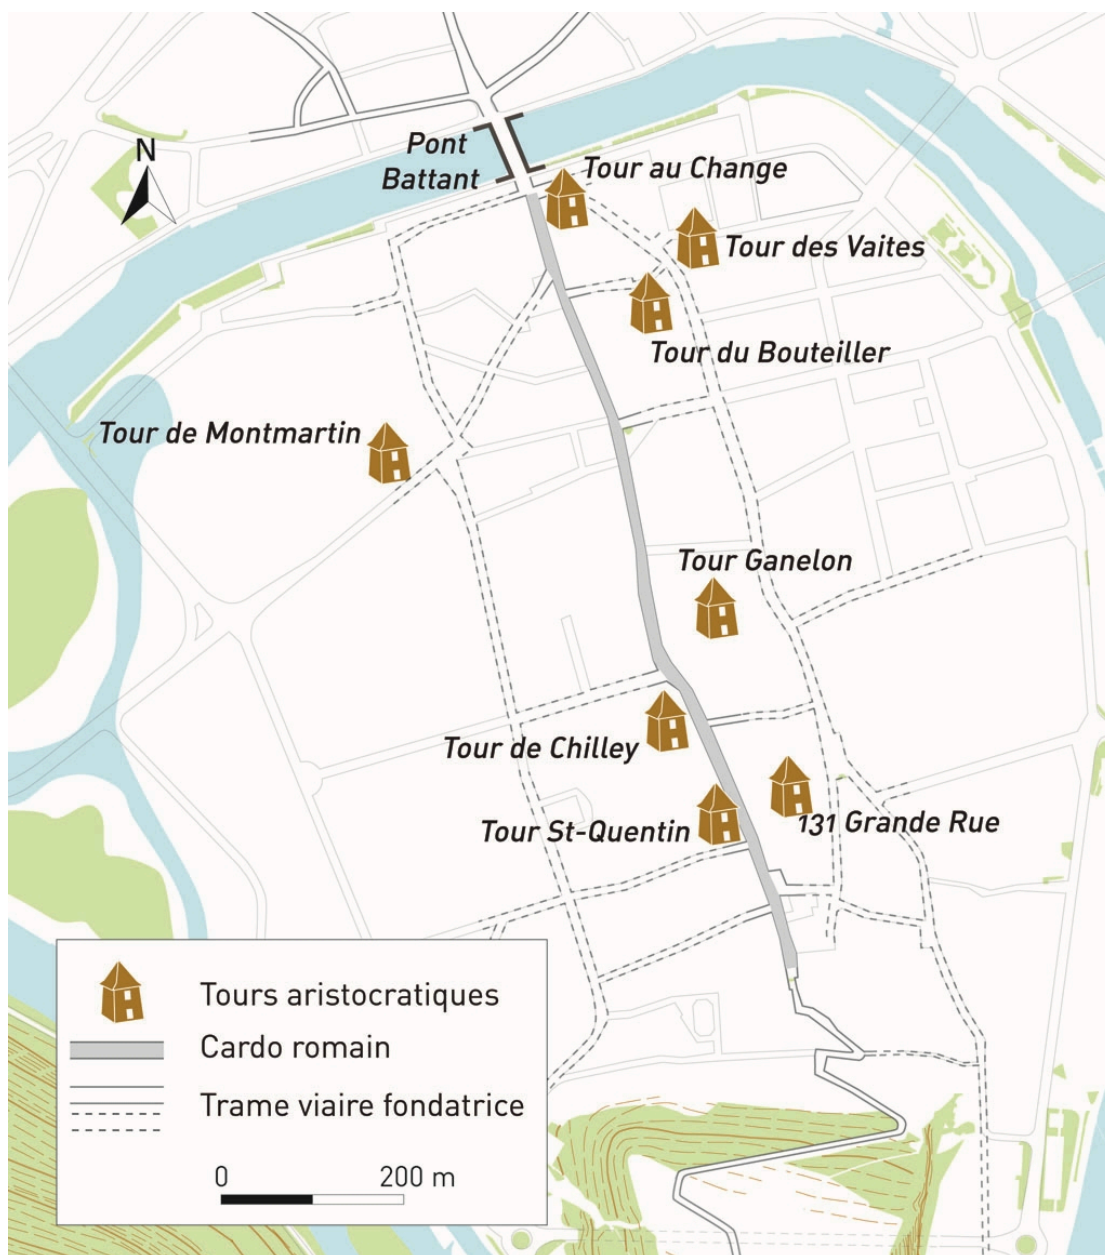 N
Pont
Battant
Tour au Change
Tour des Vaites
Tour du Bouteiller
Tour de Montmartin
Tour Ganelon
Tour de Chilley
131 Grande Rue
Tour St-Quentin
Tours aristocratiques
Cardo romain
Trame viaire fondatrice
0 200 m